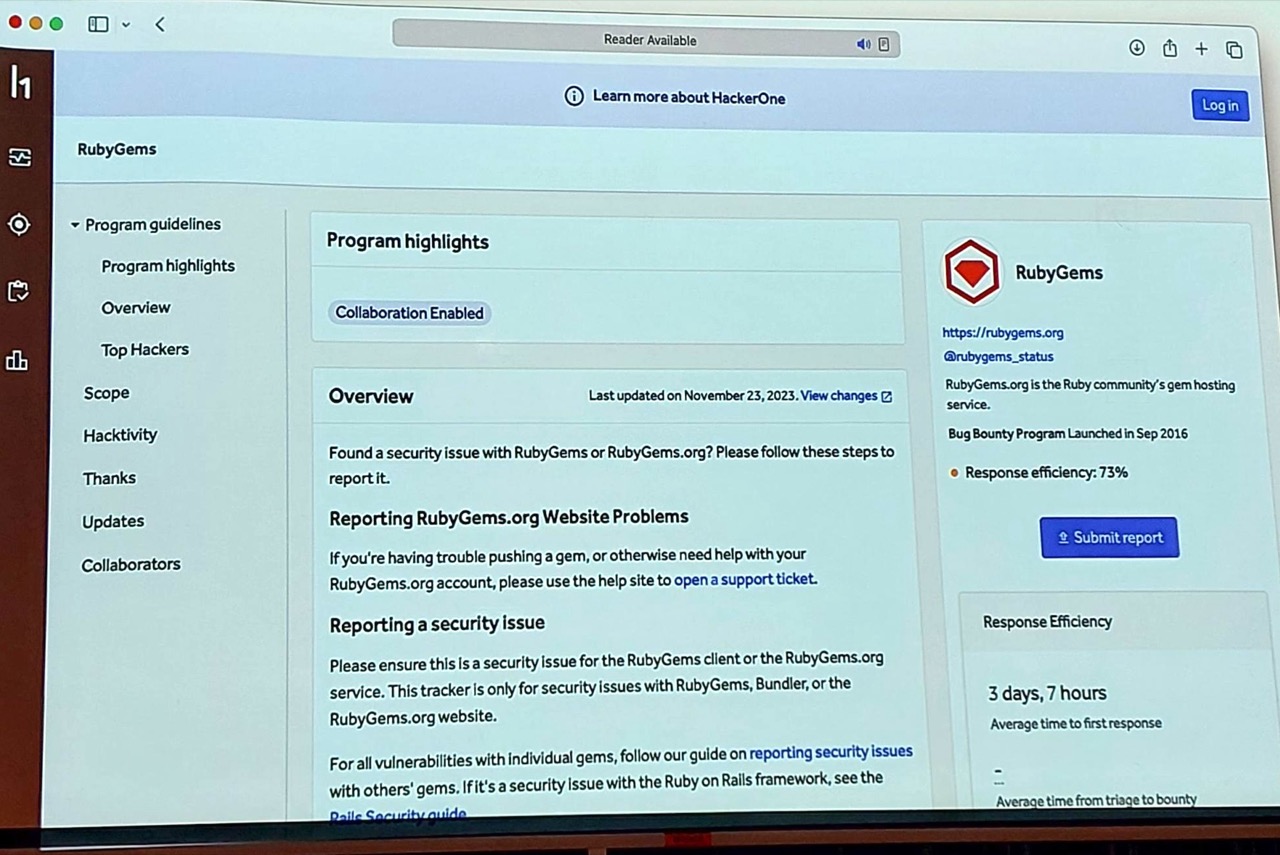 Reader Available
h1
Learn more about HackerOne
Log in
RubyGems
Program guidelines
Program highlights
Overview
Top Hackers
Scope
Hacktivity
Thanks
Updates
Collaborators
Program highlights
Collaboration Enabled
Overview
Last updated on November 23, 2023. View changes
Found a security issue with RubyGems or RubyGems.org? Please follow these steps to
report it.
Reporting RubyGems.org Website Problems
If you're having trouble pushing a gem, or otherwise need help with your
RubyGems.org account, please use the help site to open a support ticket.
Reporting a security issue
Please ensure this is a security issue for the RubyGems client or the RubyGems.org
service. This tracker is only for security issues with RubyGems, Bundler, or the
RubyGems.org website.
For all vulnerabilities with individual gems, follow our guide on reporting security issues
with others' gems. If it's a security issue with the Ruby on Rails framework, see the
Rails Security guide
RubyGems
https://rubygems.org
@rubygems_status
RubyGems.org is the Ruby community's gem hosting
service.
Bug Bounty Program Launched in Sep 2016
Response efficiency: 73%
Submit report
Response Efficiency
3 days, 7 hours
Average time to first response
-
Average time from triage to bounty